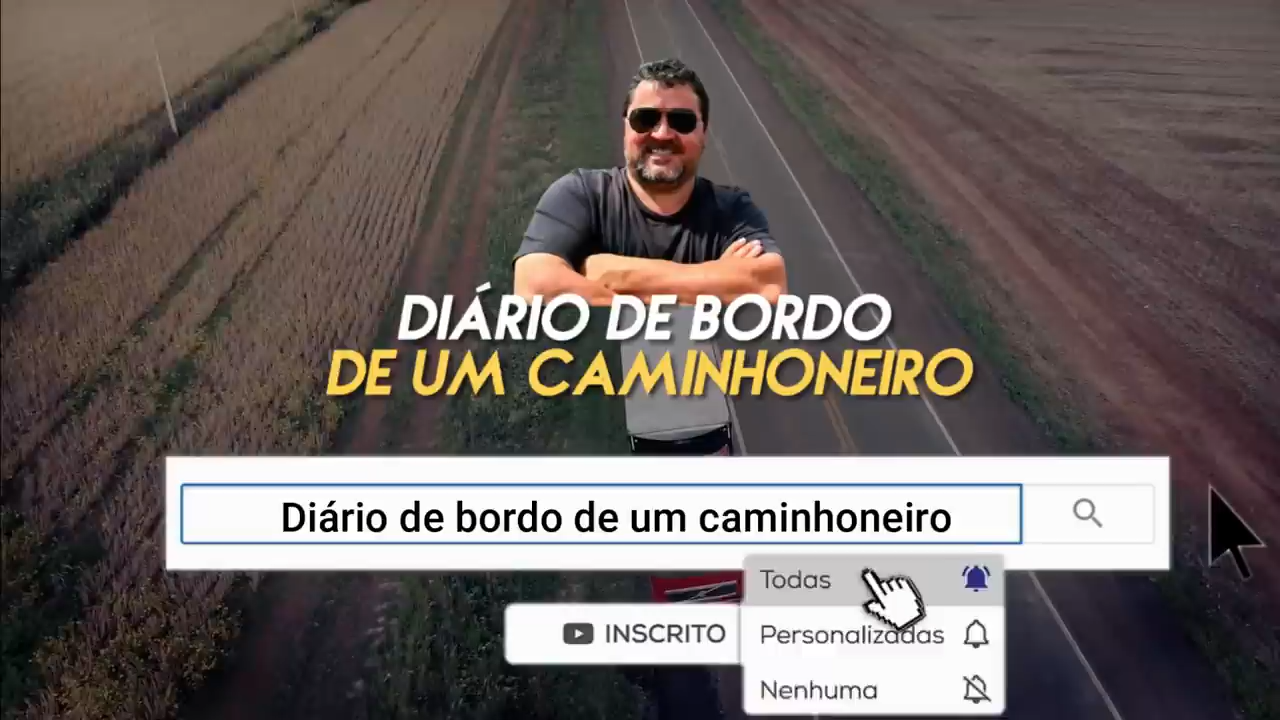 DIÁRIO DE BORDO
DE UM CAMINHONEIRO
Diário de bordo de um caminhoneiro
Todas
INSCRITO
Personalizadas
Nenhuma